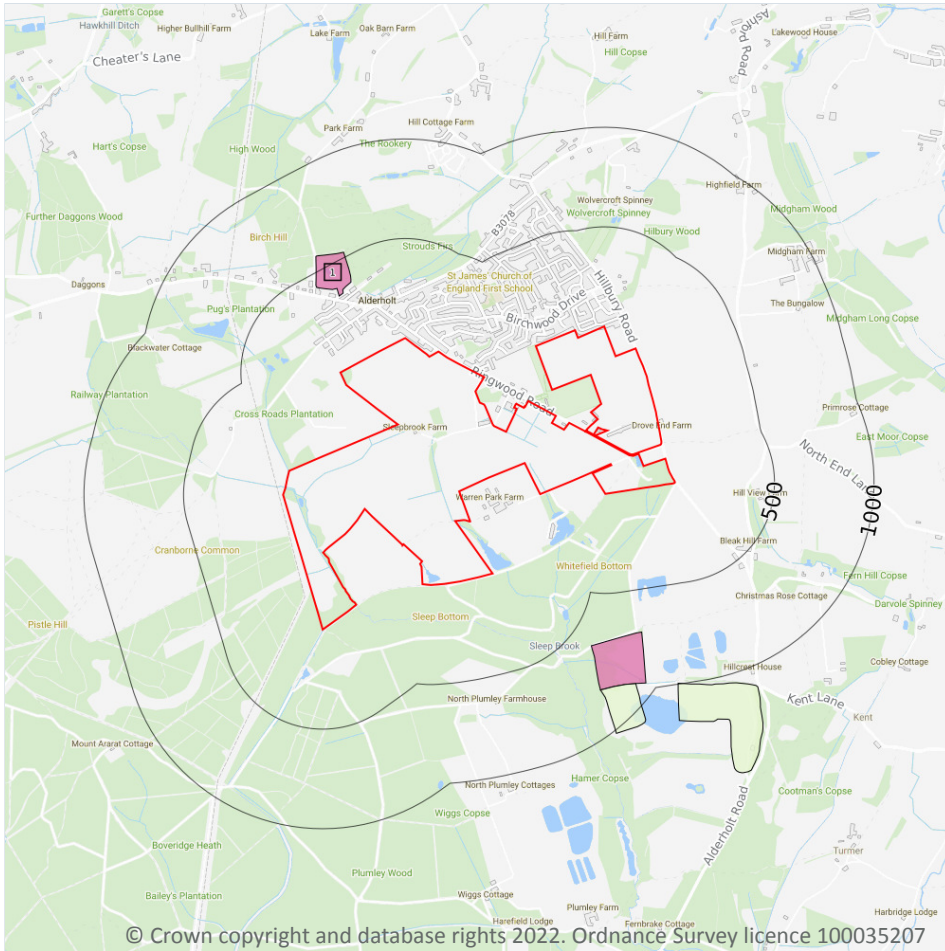 Garett's Copse
Hawkhill Ditch
Higher Bullhill Farm
Lake Farm
Oak Barn Farm
Hill Farm
Hill Copse
Lakewood House
Cheater's Lane
Park Farm
Hill Cottage Farm
The Rookery
Hart's Copse
High Wood
Highfield Farm
Wolvercroft Spinney
Wolvercroft Spinney
Further Daggons Wood
Midgham Wood
B3078
Birch Hill
Strouds Firs
Hilbury Wood
Midgham Farm
1
Daggons
St James' Church of
England First School
Hillbury Road
Alderholt
The Bungalow
Pug's Plantation
Birchwood Drive
Midgham Long Copse
Blackwater Cottage
Railway Plantation
Ringwood Road
Cross Roads Plantation
Primrose Cottage
Sleepbrook Farm
Drove End Farm
East Moor Copse
North End Lane
Warren Park Farm
Hill View Farm
500
1000
Bleak Hill Farm
Cranborne Common
Whitefield Bottom
Fern Hill Copse
Christmas Rose Cottage
Darvole Spinney
Pistle Hill
Sleep Bottom
Sleep Brook
Cobley Cottage
Hillcrest House
North Plumley Farmhouse
Kent Lane
Kent
Mount Ararat Cottage
Hamer Copse
North Plumley Cottages
Cootman's Copse
Wiggs Copse
Alderholt Road
Boveridge Heath
Turmer
Plumley Wood
Bailey's Plantation
Wiggs Cottage
Plumley Farm
Harbridge Lodge
Harefield Lodge
Fernbrake Cottage
© Crown copyright and database rights 2022. Ordnance Survey licence 100035207